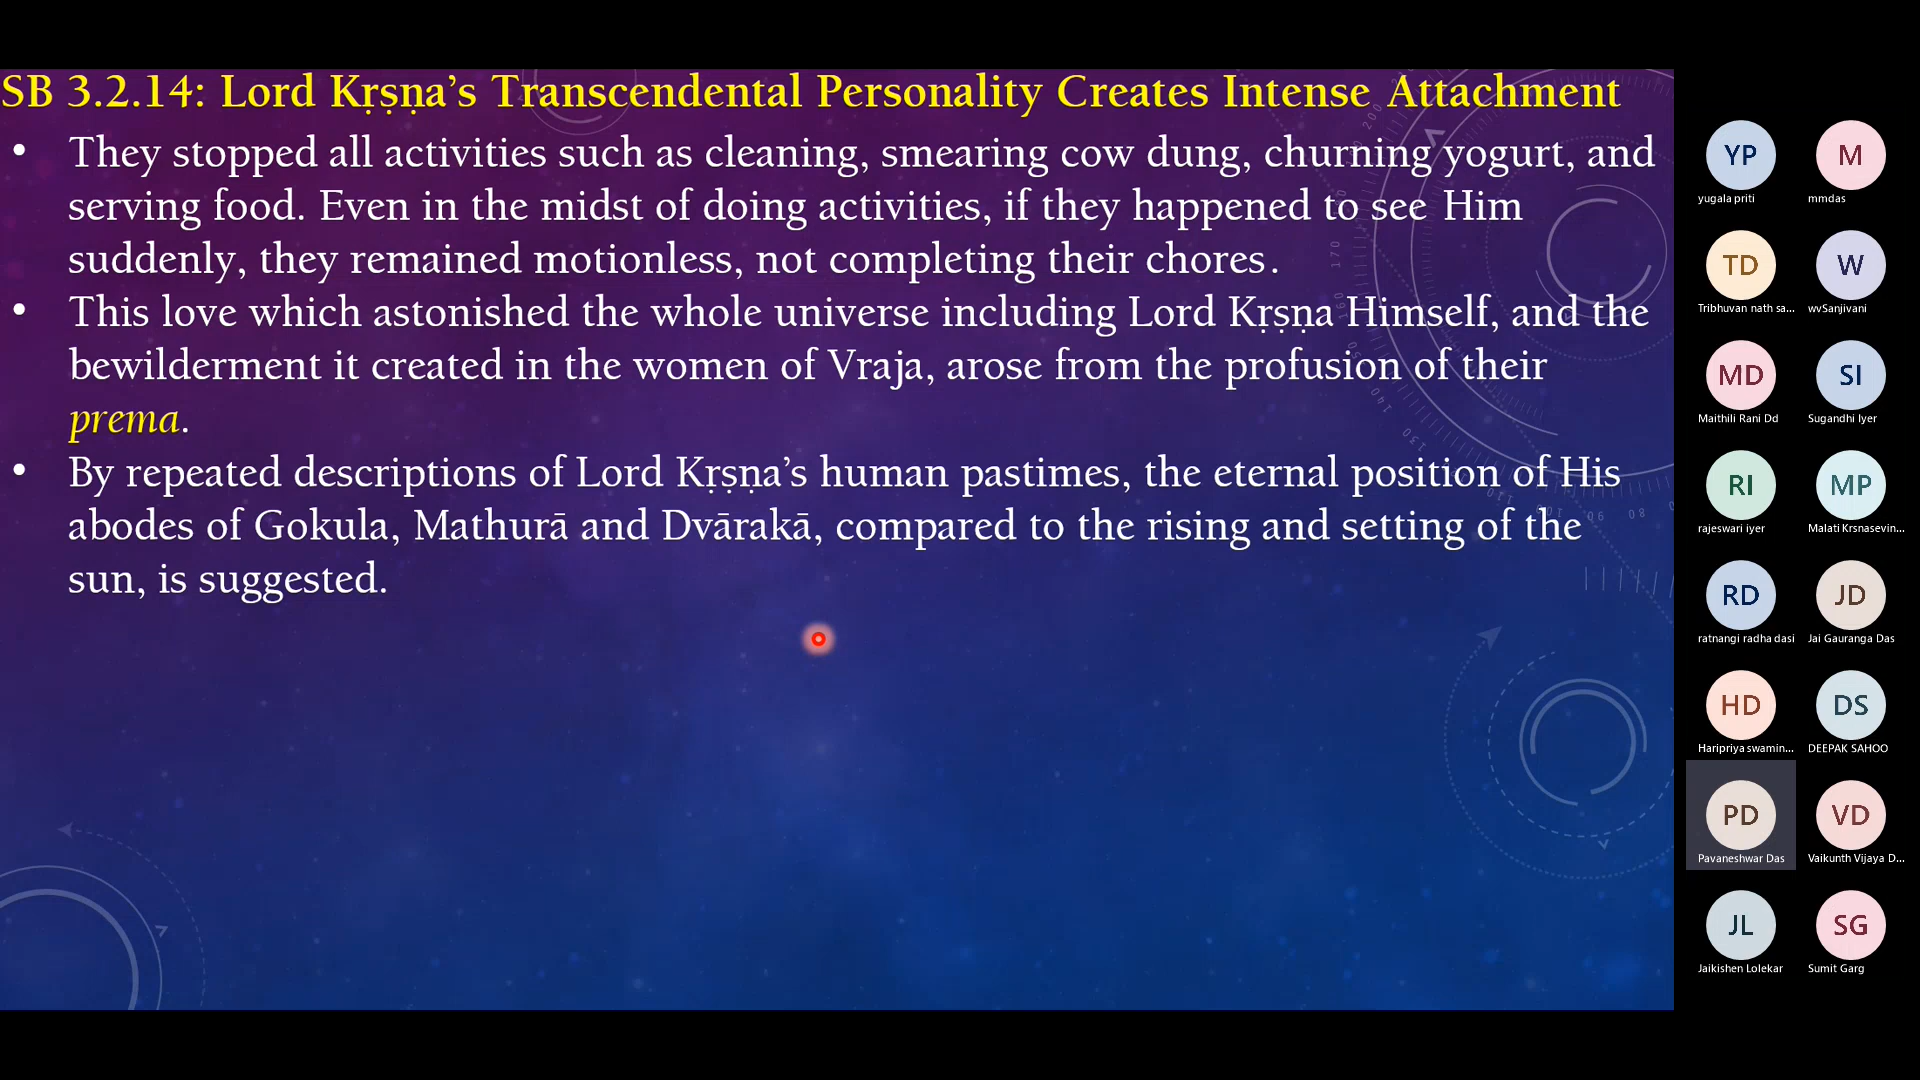 SB 3.2.14: Lord Kṛṣṇa’s Transcendental Personality Creates Intense Attachment
• They stopped all activities such as cleaning, smearing cow dung, churning yogurt, and
serving food. Even in the midst of doing activities, if they happened to see Him
suddenly, they remained motionless, not completing their chores.
• This love which astonished the whole universe including Lord Kṛṣṇa Himself, and the
bewilderment it created in the women of Vraja, arose from the profusion of their
prema.
• By repeated descriptions of Lord Kṛṣṇa’s human pastimes, the eternal position of His
abodes of Gokula, Mathurā and Dvārakā, compared to the rising and setting of the
sun, is suggested.
YP M
yugala priti mmdas
TD W
Tribhuvan nath sa... wvSanjivani
MD SI
Maithili Rani Dd Sugandhi Iyer
RI MP
rajeswari iyer Malati Krsnasevin...
RD JD
ratnangi radha dasi Jai Gauranga Das
HD DS
Haripriya swamin... DEEPAK SAHOO
PD VD
Pavaneshwar Das Vaikunth Vijaya D...
JL SG
Jaikishen Lolekar Sumit Garg